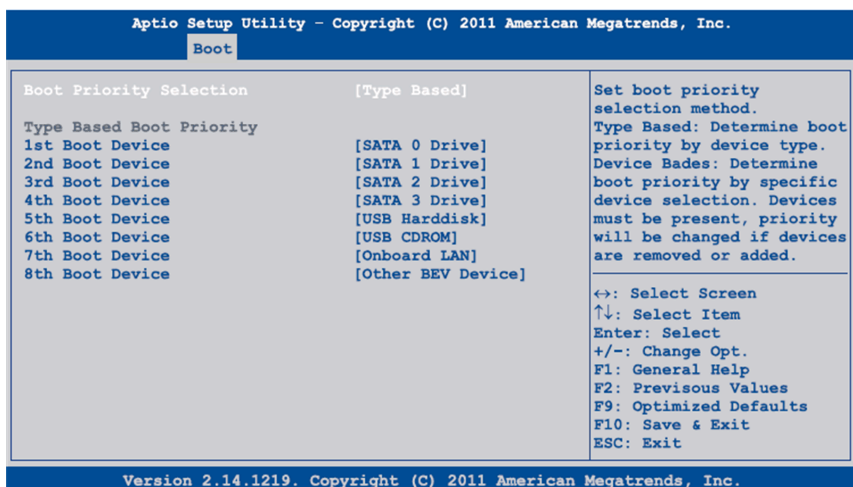 Aptio Setup Utility – Copyright (C) 2011 American Megatrends, Inc.
Boot
Boot Priority Selection [Type Based]
Type Based Boot Priority
1st Boot Device [SATA 0 Drive]
2nd Boot Device [SATA 1 Drive]
3rd Boot Device [SATA 2 Drive]
4th Boot Device [SATA 3 Drive]
5th Boot Device [USB Harddisk]
6th Boot Device [USB CDROM]
7th Boot Device [Onboard LAN]
8th Boot Device [Other BEV Device]
Set boot priority
selection method.
Type Based: Determine boot
priority by device type.
Device Bades: Determine
boot priority by specific
device selection. Devices
must be present, priority
will be changed if devices
are removed or added.
↔: Select Screen
↑↓: Select Item
Enter: Select
+/-: Change Opt.
F1: General Help
F2: Previsous Values
F9: Optimized Defaults
F10: Save & Exit
ESC: Exit
Version 2.14.1219. Copyright (C) 2011 American Megatrends, Inc.